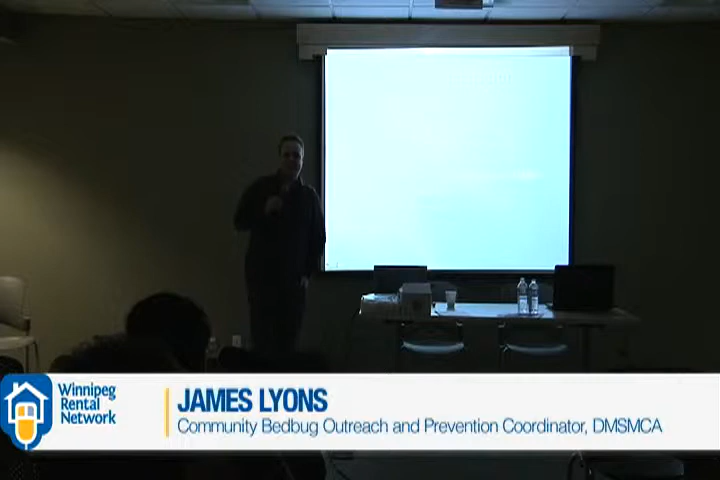 Winnipeg
Rental
Network
JAMES LYONS
Community Bedbug Outreach and Prevention Coordinator, DMSMCA